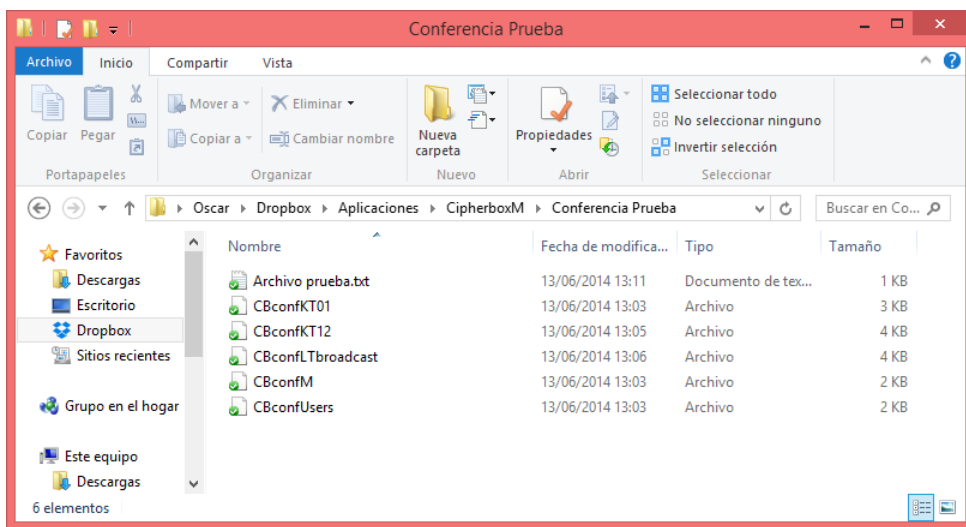 Conferencia Prueba
Archivo Inicio Compartir Vista
Copiar Pegar Mover a Copiar a Eliminar Cambiar nombre Nueva carpeta Propiedades Seleccionar todo No seleccionar ninguno Invertir selección
Portapapeles Organizar Nuevo Abrir Seleccionar
Oscar Dropbox Aplicaciones CipherboxM Conferencia Prueba Buscar en Co...
Favoritos
Descargas
Escritorio
Dropbox
Sitios recientes
Grupo en el hogar
Este equipo
Descargas
Nombre Fecha de modifica... Tipo Tamaño
Archivo prueba.txt 13/06/2014 13:11 Documento de tex... 1 KB
CBconfKT01 13/06/2014 13:03 Archivo 3 KB
CBconfKT12 13/06/2014 13:05 Archivo 4 KB
CBconfLTbroadcast 13/06/2014 13:06 Archivo 4 KB
CBconfM 13/06/2014 13:03 Archivo 2 KB
CBconfUsers 13/06/2014 13:03 Archivo 2 KB
6 elementos